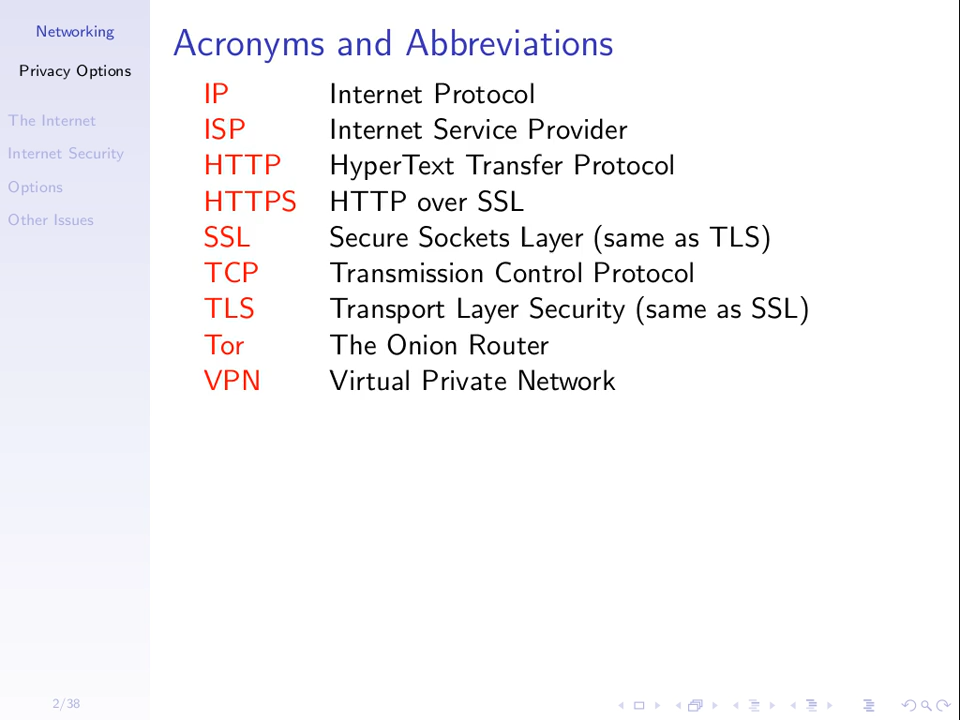 Networking
Privacy Options
The Internet
Internet Security
Options
Other Issues
2/38
Acronyms and Abbreviations
IP Internet Protocol
ISP Internet Service Provider
HTTP HyperText Transfer Protocol
HTTPS HTTP over SSL
SSL Secure Sockets Layer (same as TLS)
TCP Transmission Control Protocol
TLS Transport Layer Security (same as SSL)
Tor The Onion Router
VPN Virtual Private Network